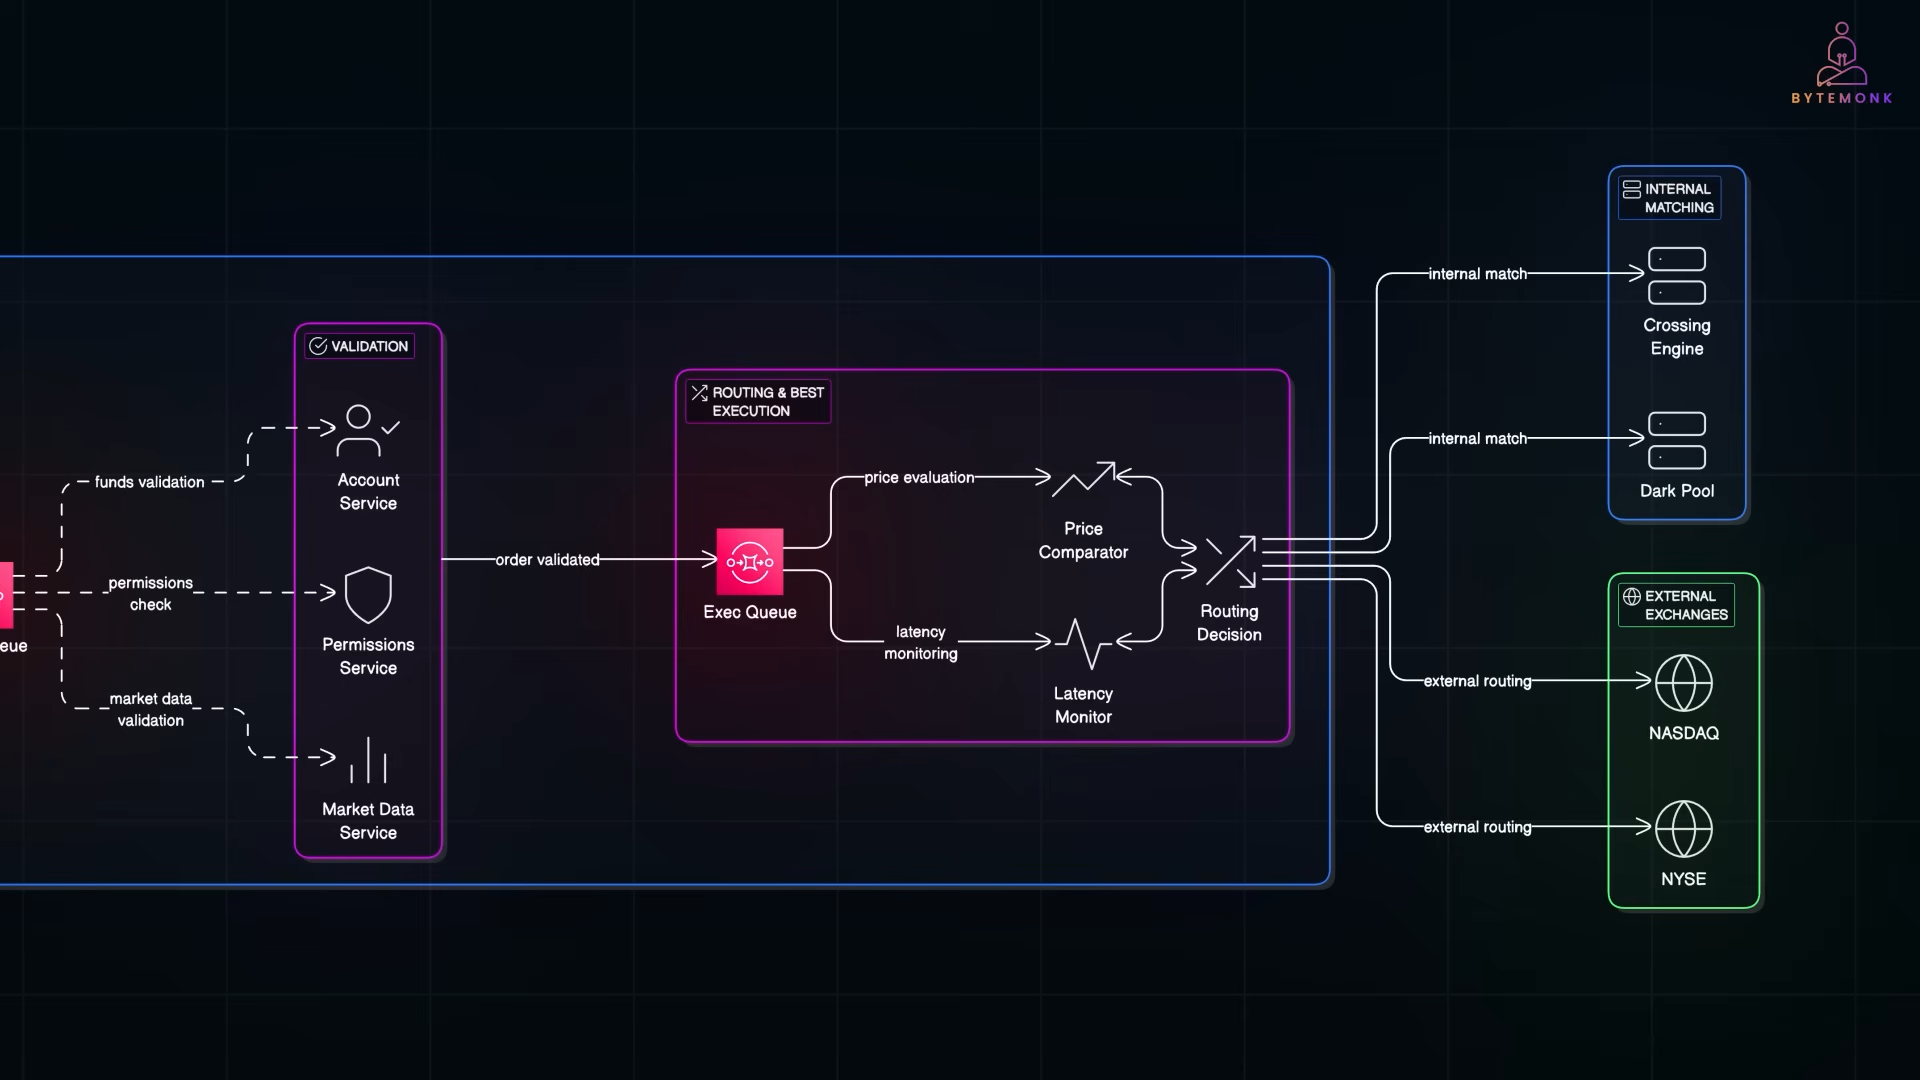 BYTEMONK
INTERNAL
MATCHING
internal match
Crossing
Engine
internal match
Dark Pool
VALIDATION
funds validation
Account
Service
permissions
check
Permissions
Service
eue
market data
validation
Market Data
Service
order validated
ROUTING & BEST
EXECUTION
Exec Queue
price evaluation
Price
Comparator
latency
monitoring
Latency
Monitor
Routing
Decision
EXTERNAL
EXCHANGES
external routing
NASDAQ
external routing
NYSE